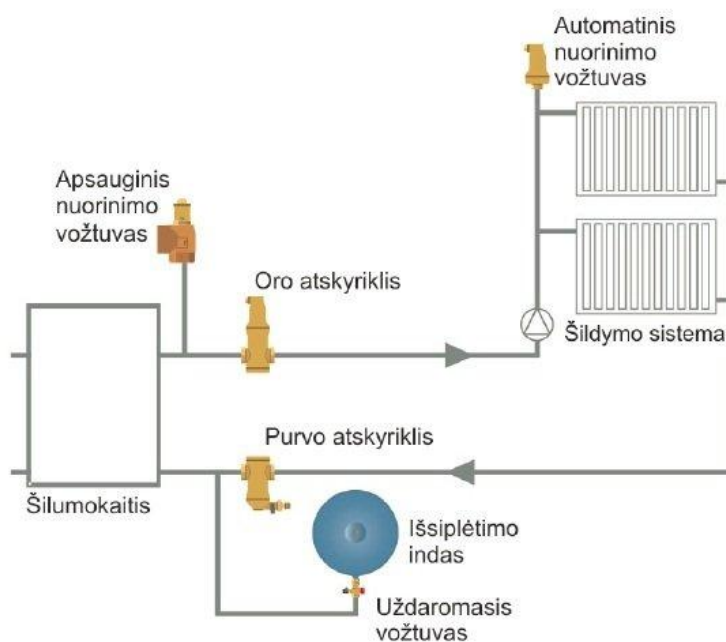 Automatinis
nuorinimo
vožtuvas
Apsauginis
nuorinimo
vožtuvas
Oro atskyriklis
Šildymo sistema
Purvo atskyriklis
Šilumokaitis
Išsiplėtimo
indas
Uždaromasis
vožtuvas